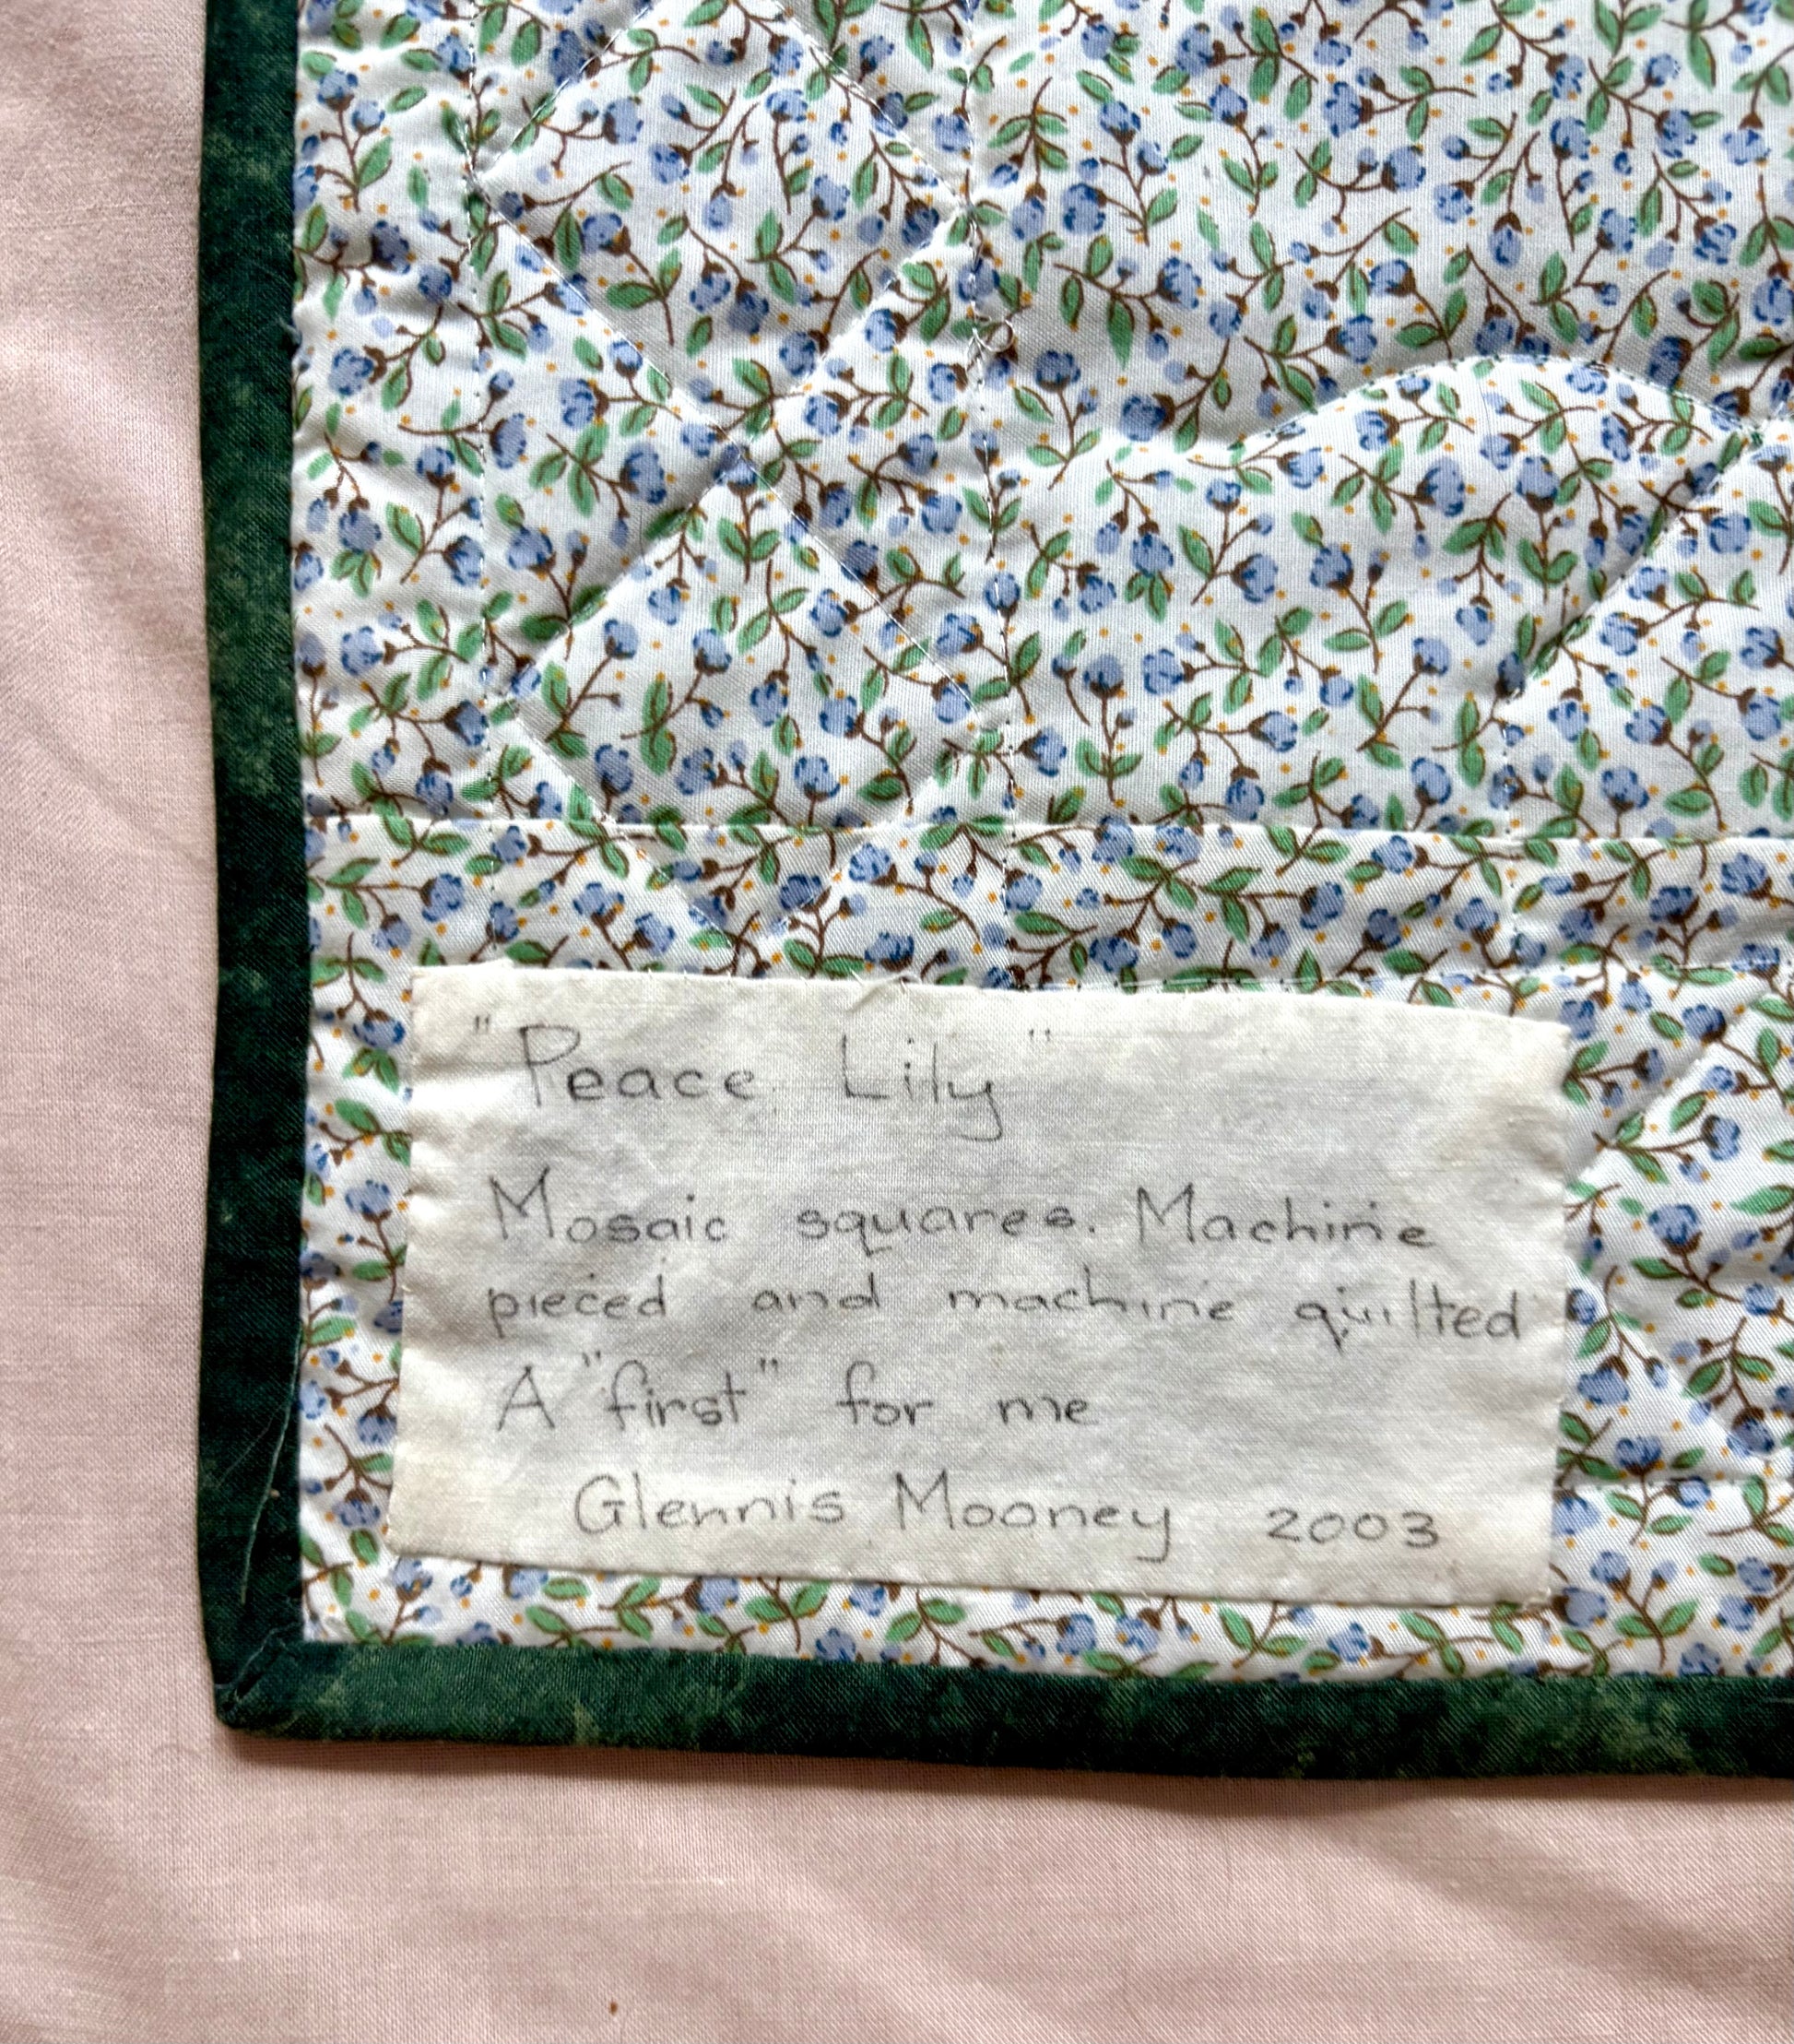 "Peace Lily"
Mosaic squares. Machine
pieced and machine quilted
A "first" for me
Glennis Mooney 2003